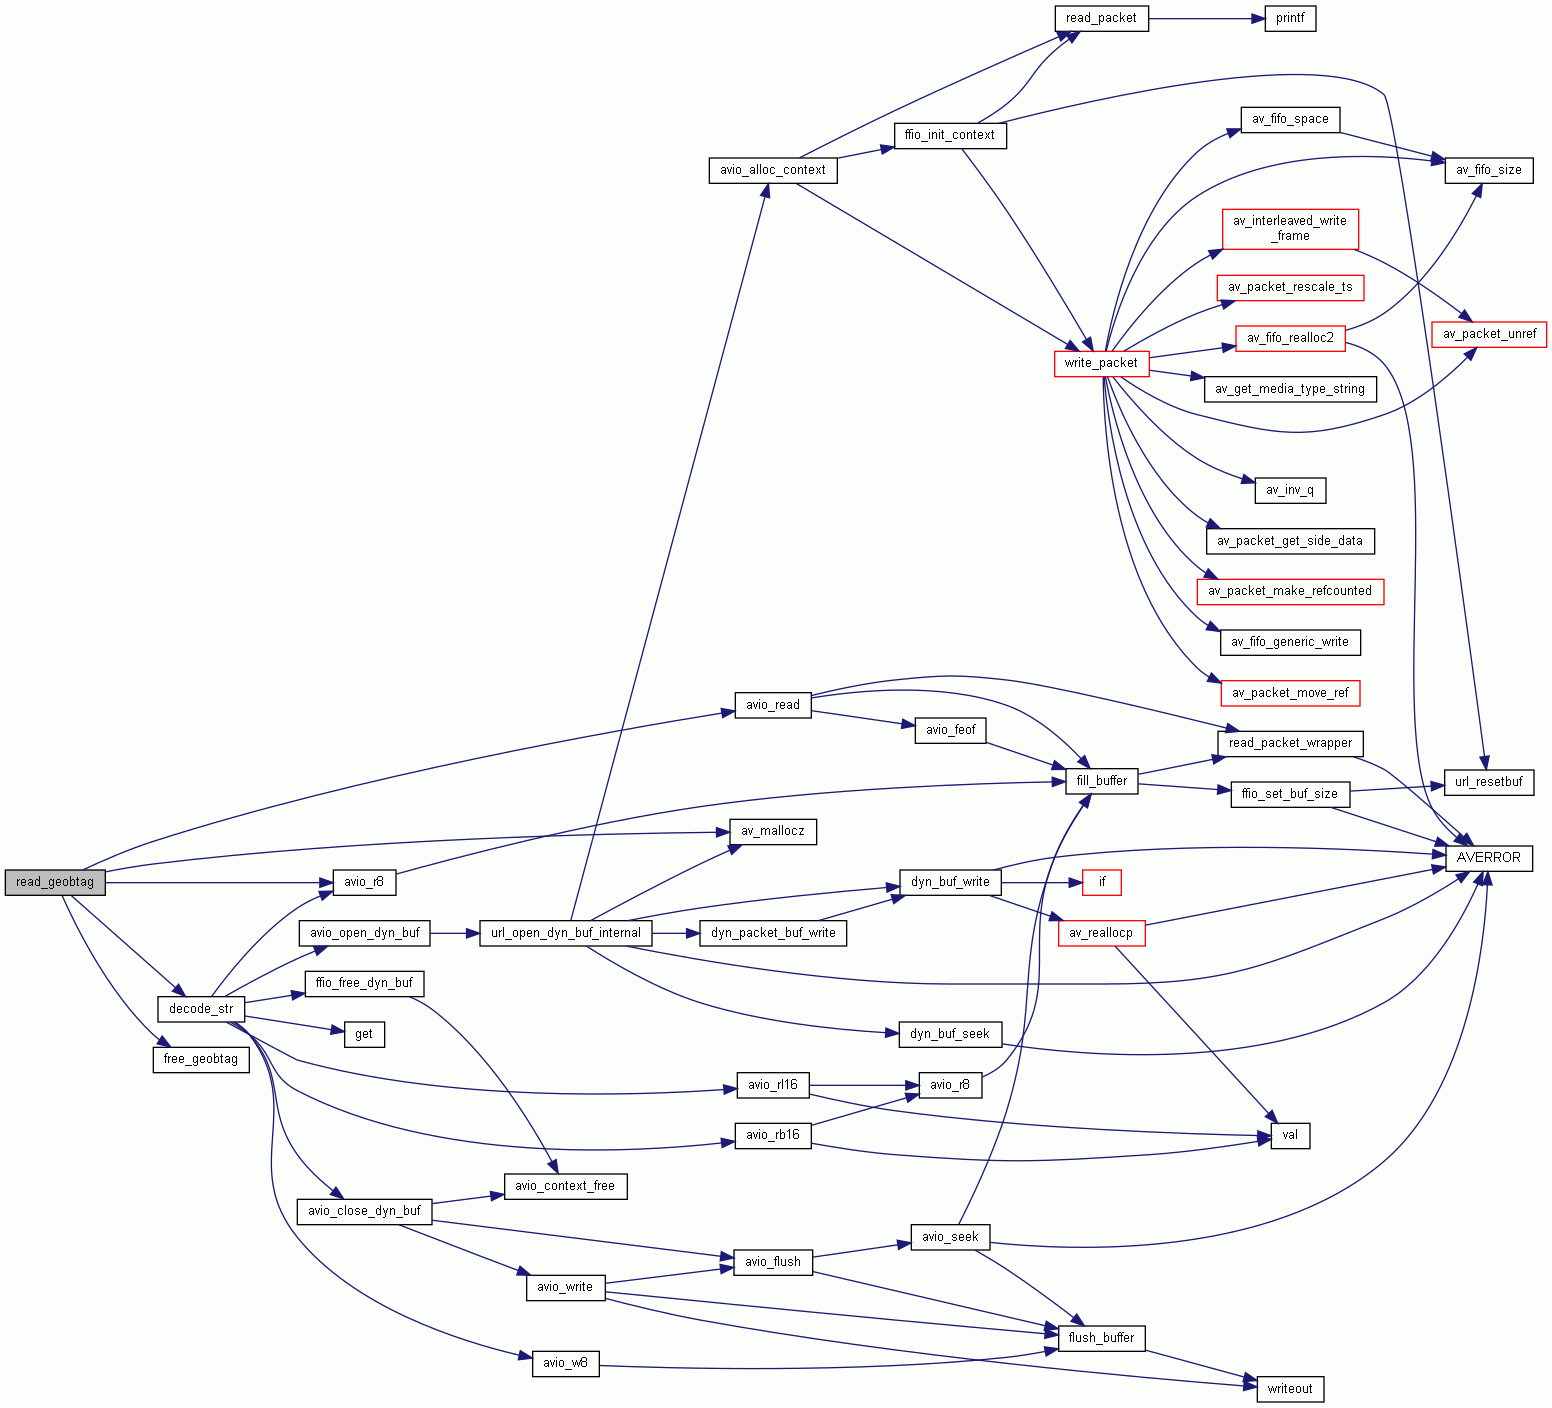 read_packet
printf
av_fifo_space
ffio_init_context
avio_alloc_context
av_fifo_size
av_interleaved_write
_frame
av_packet_rescale_ts
av_packet_unref
av_fifo_realloc2
write_packet
av_get_media_type_string
av_inv_q
av_packet_get_side_data
av_packet_make_refcounted
av_fifo_generic_write
av_packet_move_ref
avio_read
avio_feof
read_packet_wrapper
fill_buffer
url_resetbuf
ffio_set_buf_size
av_mallocz
AVERROR
read_geobtag
avio_r8
dyn_buf_write
if
avio_open_dyn_buf
url_open_dyn_buf_internal
dyn_packet_buf_write
av_reallocp
ffio_free_dyn_buf
decode_str
get
dyn_buf_seek
free_geobtag
avio_rl16
avio_r8
avio_rb16
val
avio_context_free
avio_close_dyn_buf
avio_seek
avio_flush
avio_write
flush_buffer
avio_w8
writeout